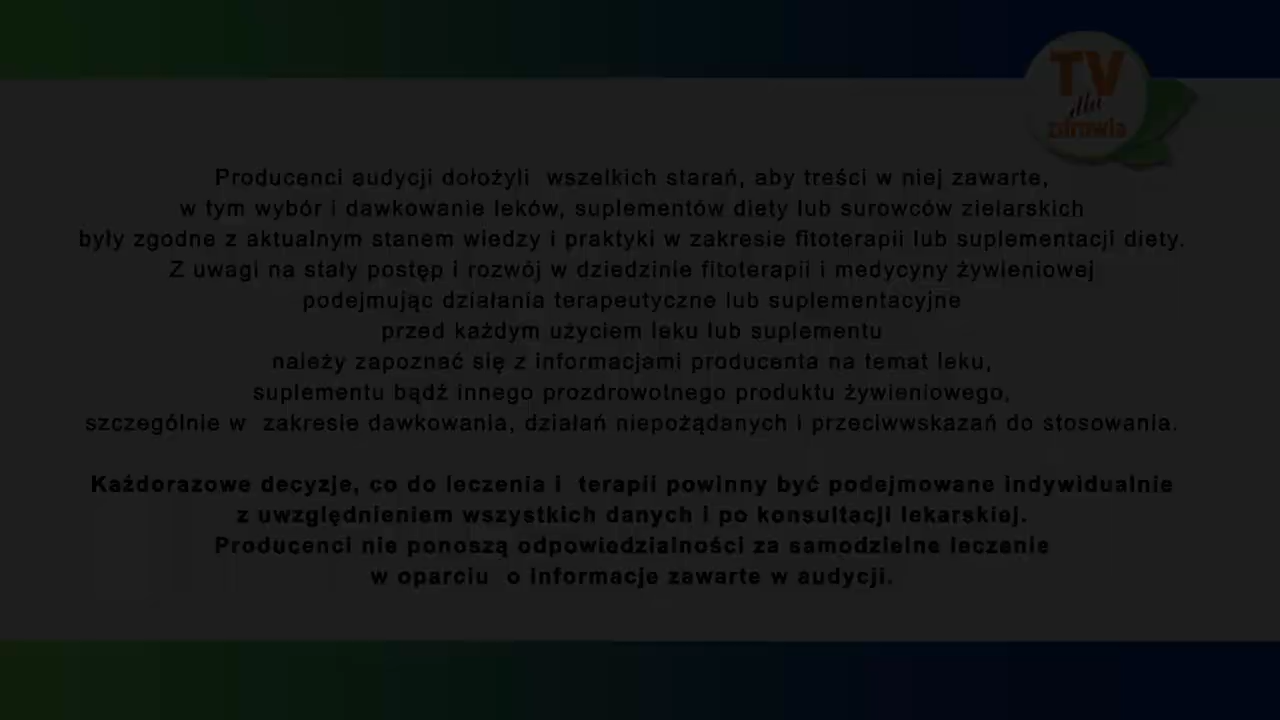 TV
dla
zdrowia
Producenci audycji dołożyli wszelkich starań, aby treści w niej zawarte,
w tym wybór i dawkowanie leków, suplementów diety lub surowców zielarskich
były zgodne z aktualnym stanem wiedzy i praktyki w zakresie fitoterapii lub suplementacji diety.
Z uwagi na stały postęp i rozwój w dziedzinie fitoterapii i medycyny żywieniowej
podejmując działania terapeutyczne lub suplementacyjne
przed każdym użyciem leku lub suplementu
należy zapoznać się z informacjami producenta na temat leku,
suplementu bądź innego prozdrowotnego produktu żywieniowego,
szczególnie w zakresie dawkowania, działań niepożądanych i przeciwwskazań do stosowania.
Każdorazowe decyzje, co do leczenia i terapii powinny być podejmowane indywidualnie
z uwzględnieniem wszystkich danych i po konsultacji lekarskiej.
Producenci nie ponoszą odpowiedzialności za samodzielne leczenie
w oparciu o informacje zawarte w audycji.